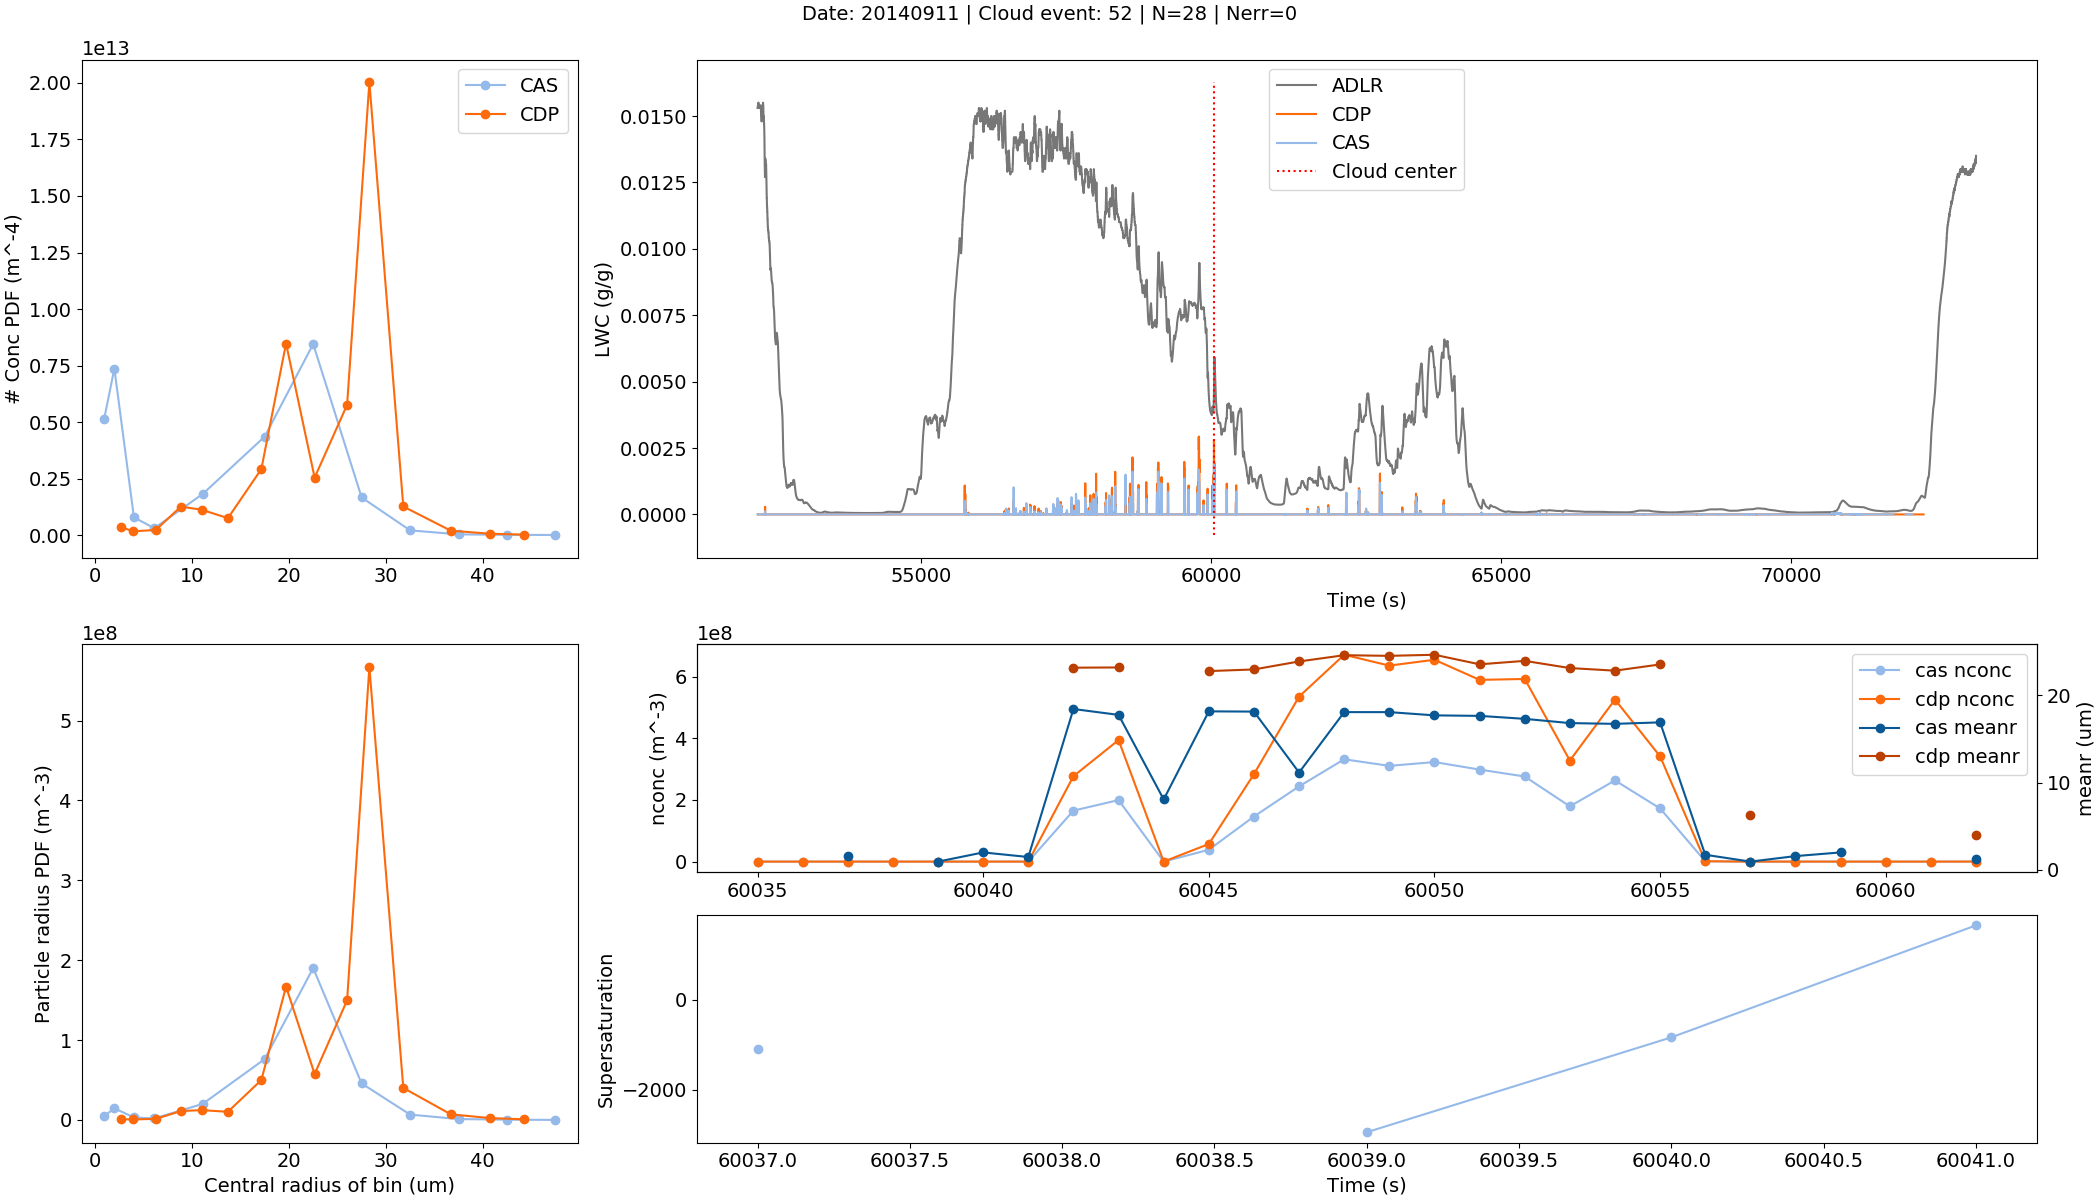 Date: 20140911 | Cloud event: 52 | N=28 | Nerr=0
1e13
# Conc PDF (m^-4)
2.00
1.75
1.50
1.25
1.00
0.75
0.50
0.25
0.00
CAS
CDP
0 10 20 30 40
LWC (g/g)
0.0150
0.0125
0.0100
0.0075
0.0050
0.0025
0.0000
ADLR
CDP
CAS
Cloud center
55000 60000 65000 70000
Time (s)
1e8
Particle radius PDF (m^-3)
5
4
3
2
1
0
0 10 20 30 40
Central radius of bin (um)
1e8
nconc (m^-3)
6
4
2
0
cas nconc
cdp nconc
cas meanr
cdp meanr
20
10
0
meanr (um)
60035 60040 60045 60050 60055 60060
Supersaturation
0
−2000
60037.0 60037.5 60038.0 60038.5 60039.0 60039.5 60040.0 60040.5 60041.0
Time (s)